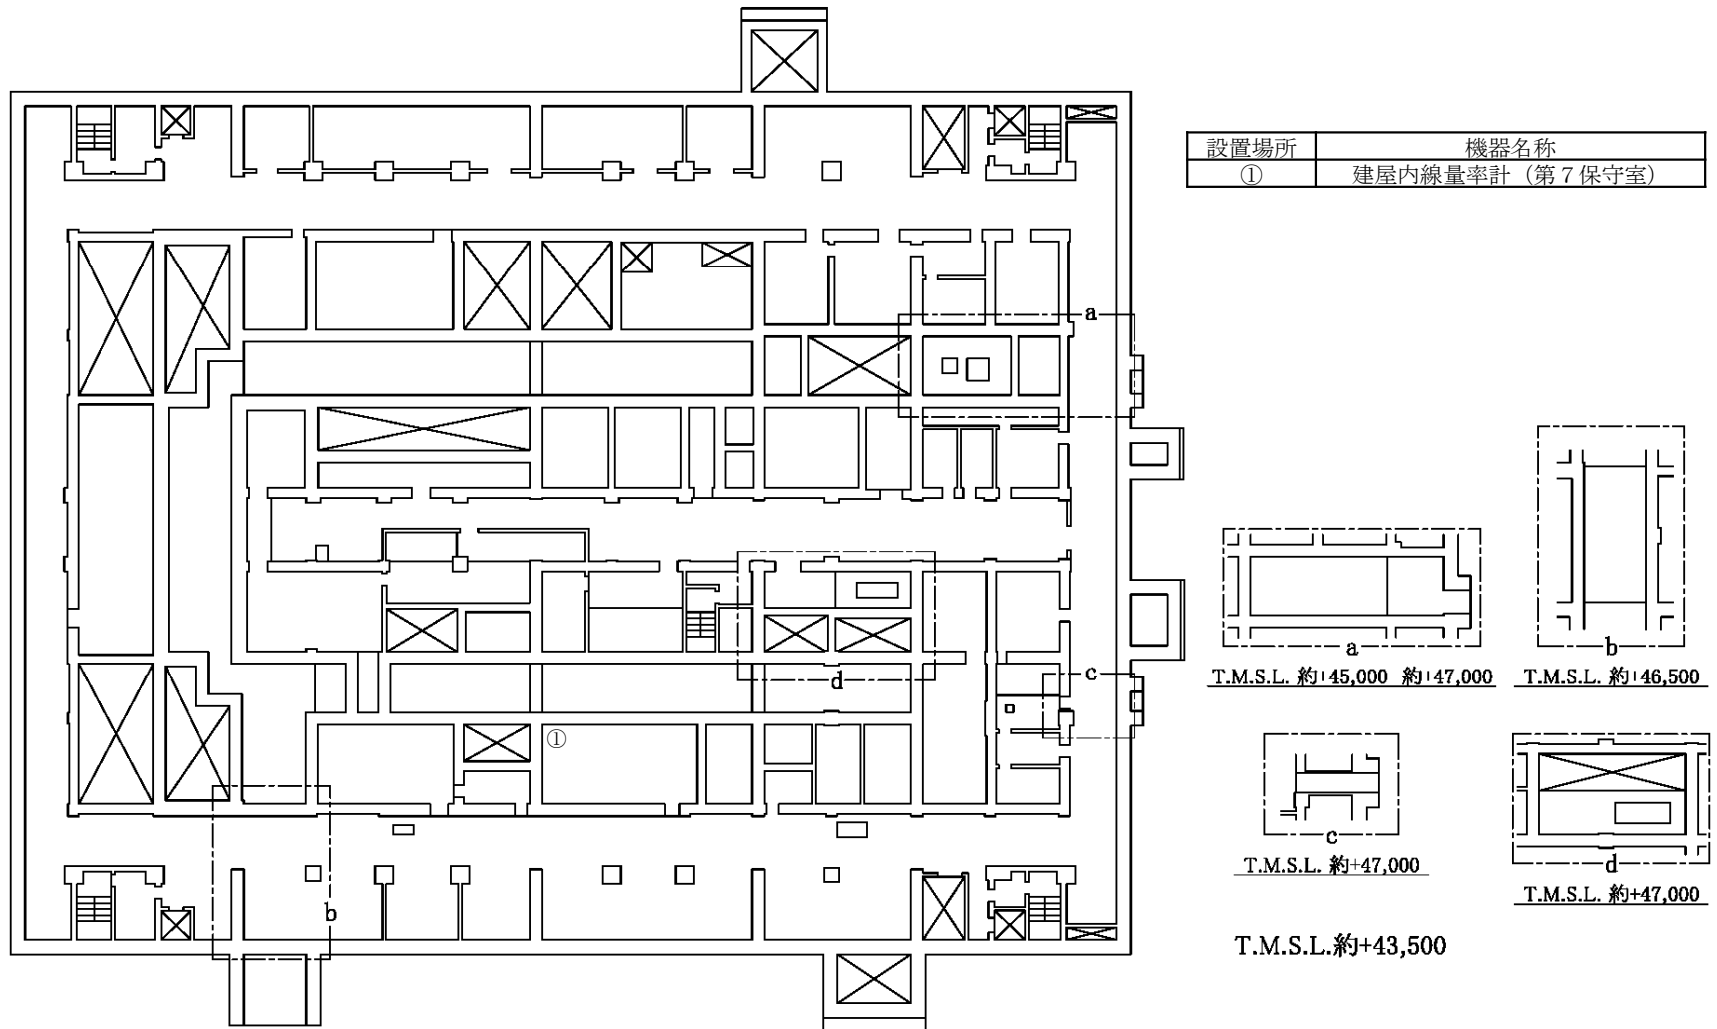 設置場所 機器名称
① 建屋内線量率計（第７保守室）
a
①
d
c
b
a
T.M.S.L. 約+45,000 約+47,000
b
T.M.S.L. 約+46,500
c
T.M.S.L. 約+47,000
d
T.M.S.L. 約+47,000
T.M.S.L.約+43,500